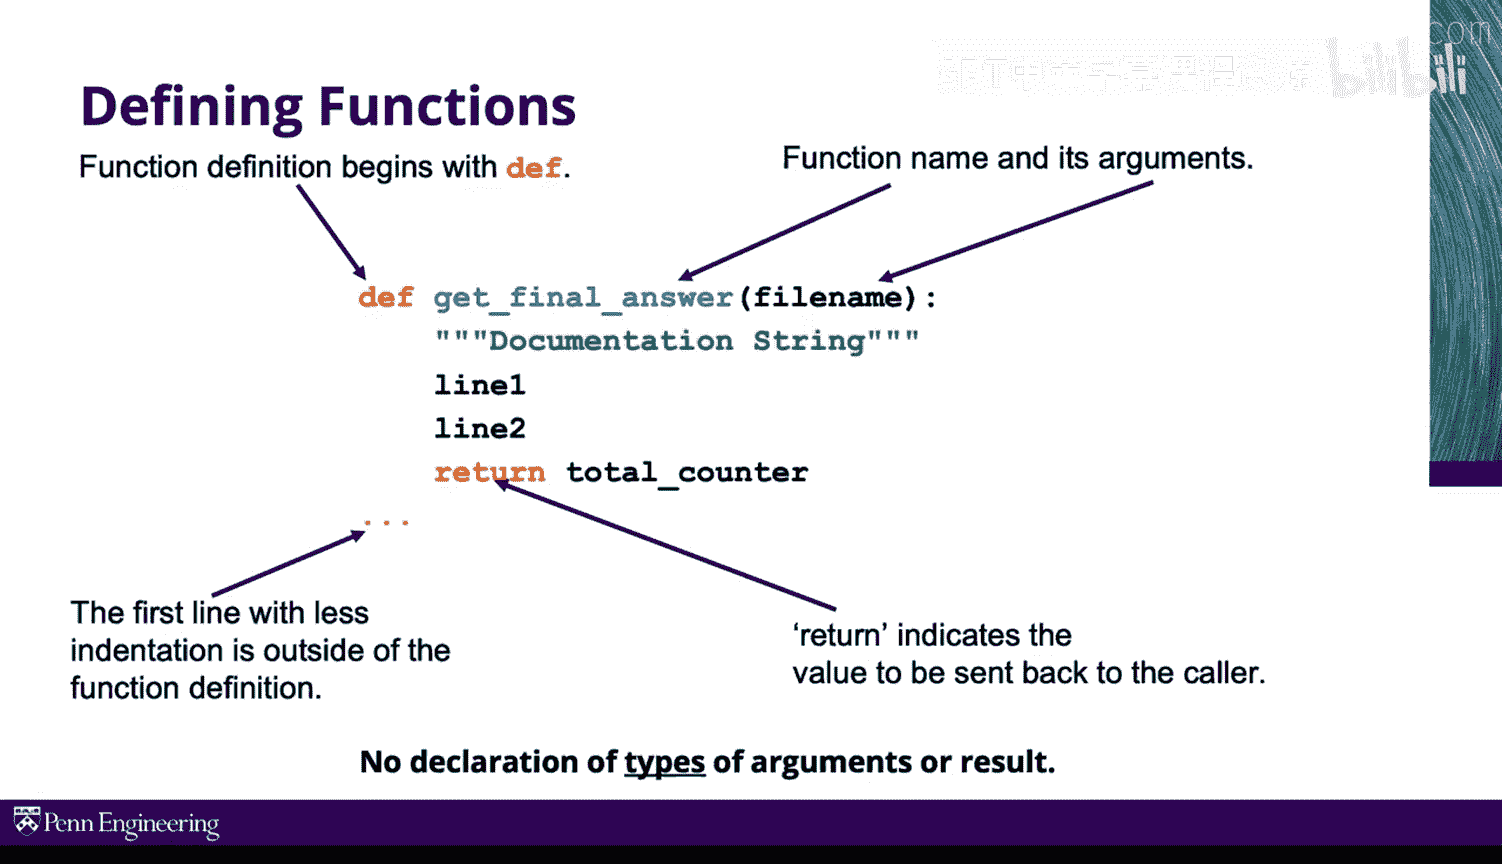 Defining Functions
Function definition begins with def.
Function name and its arguments.
def get_final_answer(filename):
"""Documentation String"""
line1
line2
return total_counter
...
The first line with less
indentation is outside of the
function definition.
‘return’ indicates the
value to be sent back to the caller.
No declaration of types of arguments or result.
Penn Engineering
bilibili
com